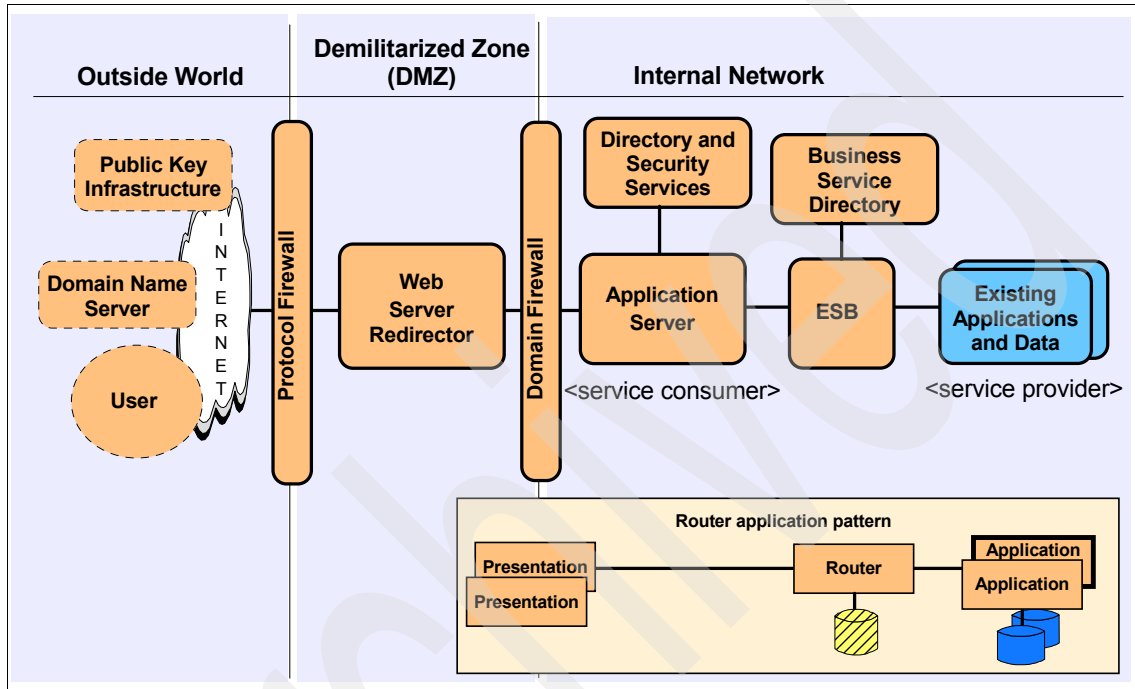 Outside World
Demilitarized Zone
(DMZ)
Internal Network
Public Key
Infrastructure
Domain Name
Server
User
INTERNET
Protocol Firewall
Web
Server
Redirector
Domain Firewall
Directory and
Security
Services
Business
Service
Directory
Application
Server
ESB
Existing
Applications
and Data
<service consumer>
<service provider>
Router application pattern
Presentation
Presentation
Router
Application
Application
Archived